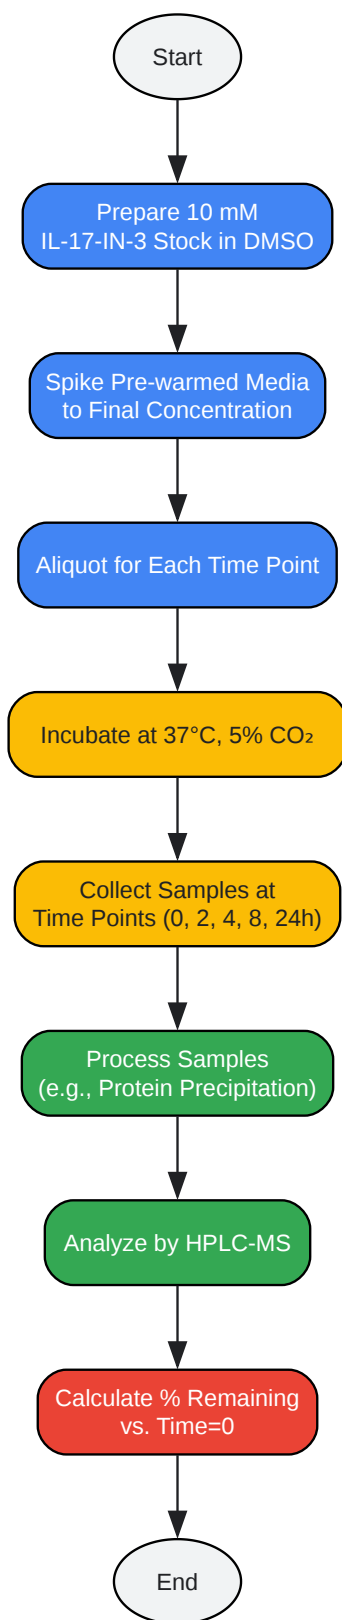 Start
Prepare 10 mM
IL-17-IN-3 Stock in DMSO
Spike Pre-warmed Media
to Final Concentration
Aliquot for Each Time Point
Incubate at 37°C, 5% CO₂
Collect Samples at
Time Points (0, 2, 4, 8, 24h)
Process Samples
(e.g., Protein Precipitation)
Analyze by HPLC-MS
Calculate % Remaining
vs. Time=0
End